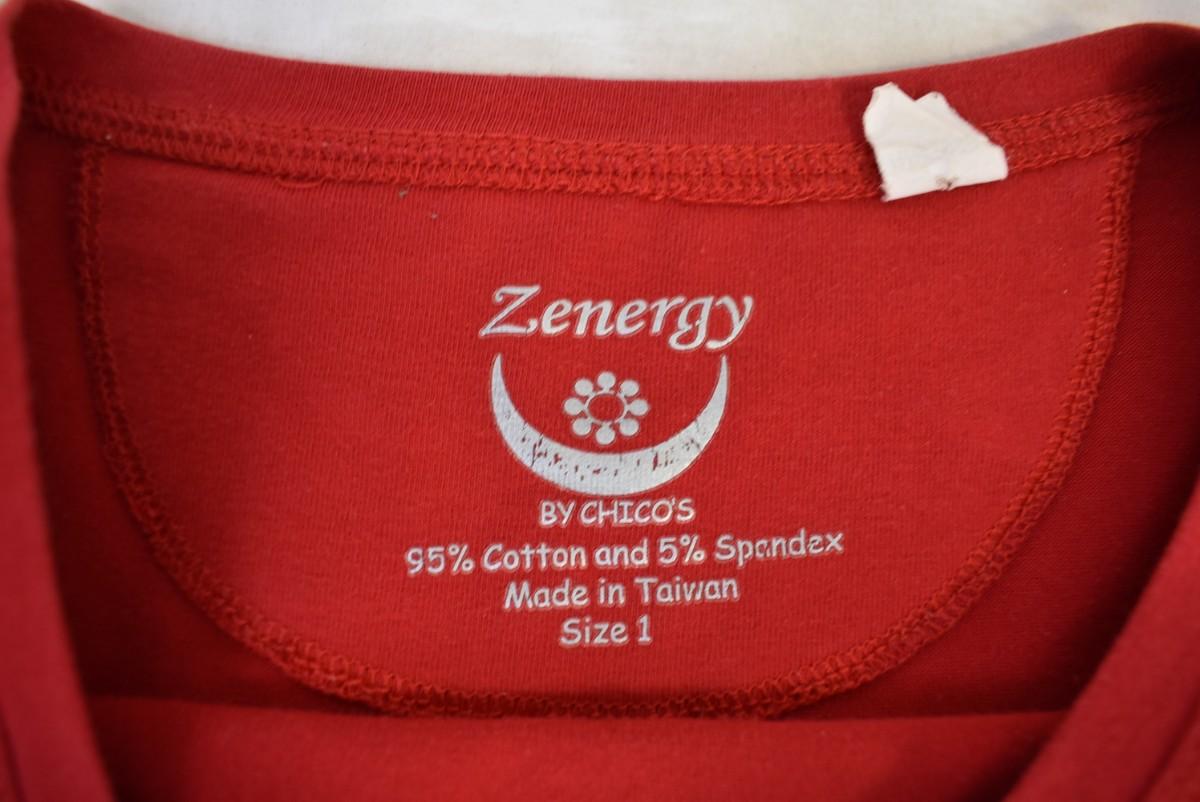 Zenergy
BY CHICO'S
95% Cotton and 5% Spandex
Made in Taiwan
Size 1